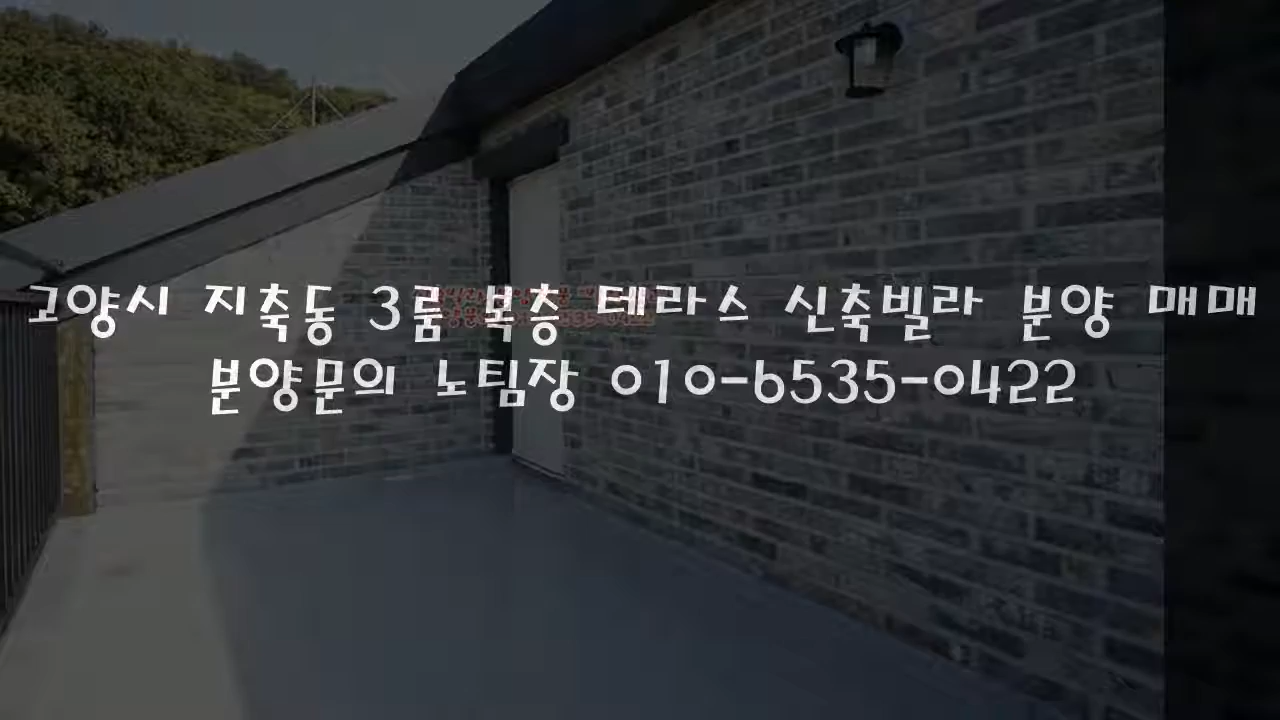 고양시 지축동 3룸 복층 테라스 신축빌라 분양 매매
분양문의 노팀장 010-6535-0422